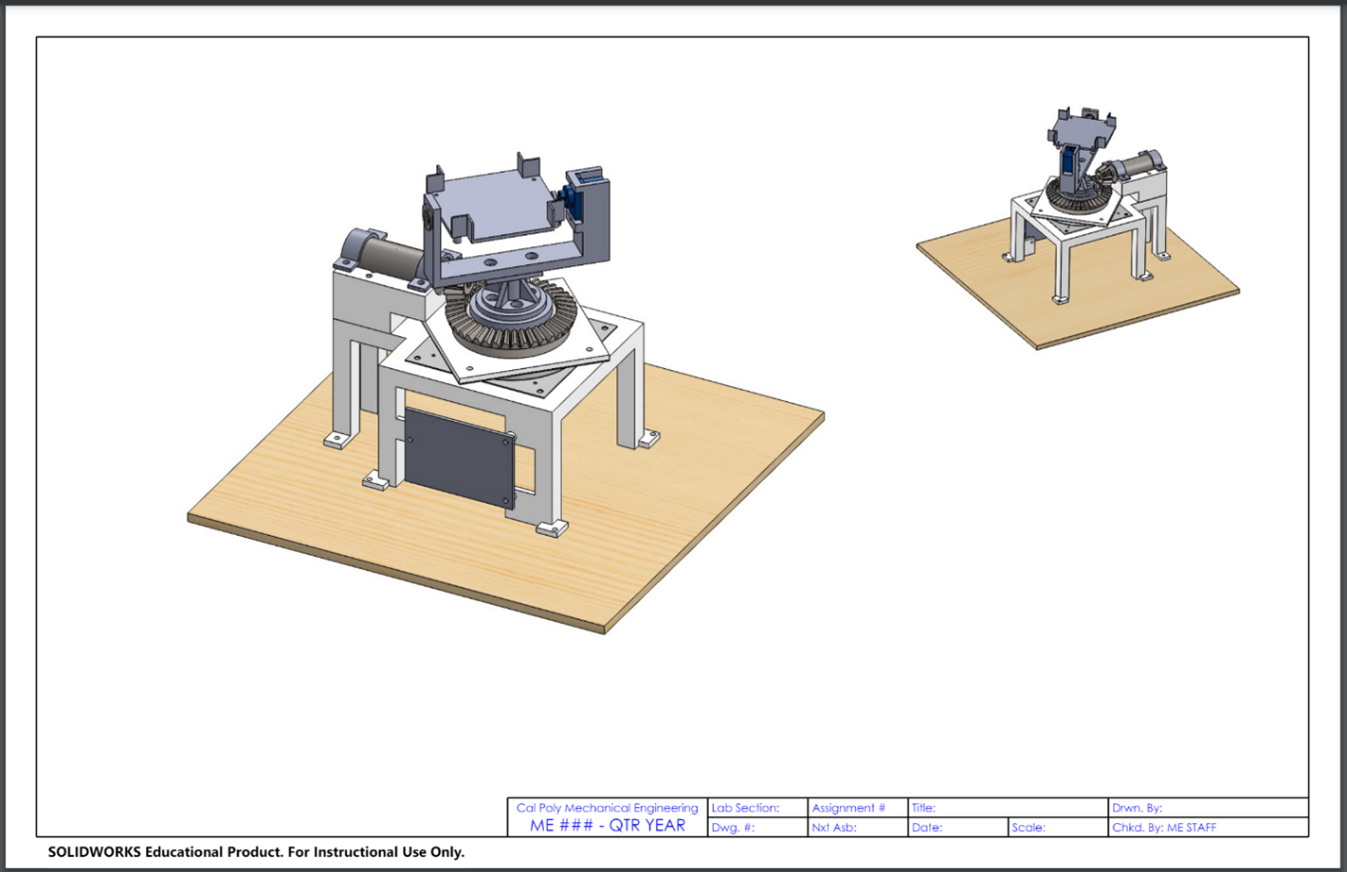 Cal Poly Mechanical Engineering
ME ### - QTR YEAR
Lab Section:
Assignment #
Title:
Drwn. By:
Dwg. #:
Nxt Asb:
Date:
Scale:
Chkd. By: ME STAFF
SOLIDWORKS Educational Product. For Instructional Use Only.